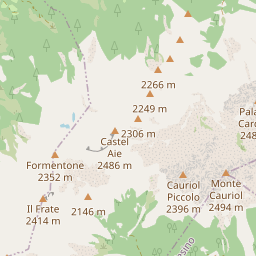 2266 m
2249 m
2306 m
Castel
Aie
2486 m
Formentone
2352 m
Il Frate
2414 m
2146 m
Cauriol
Piccolo
2396 m
Monte
Cauriol
2494 m
Pala
Card
248